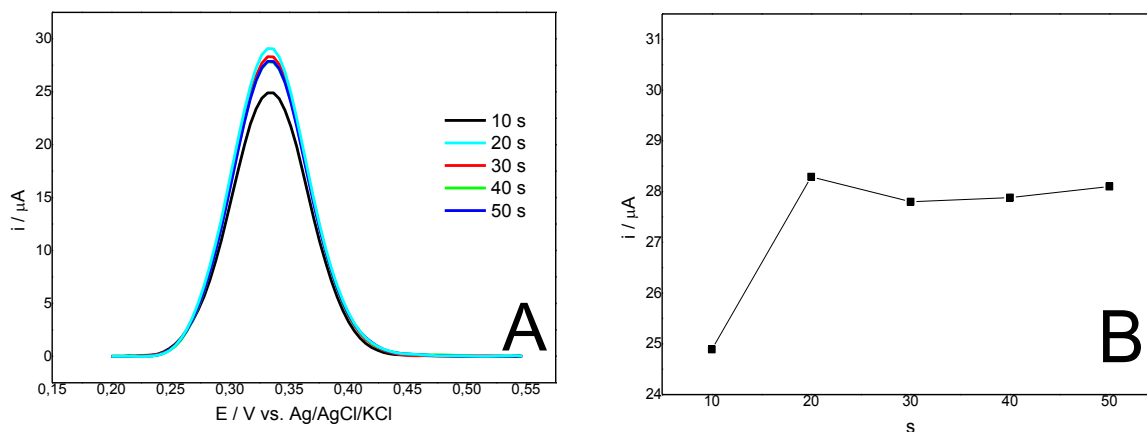 30
25
20
15
10
5
0
i / µA
0,15 0,20 0,25 0,30 0,35 0,40 0,45 0,50 0,55
E / V vs. Ag/AgCl/KCl
10 s
20 s
30 s
40 s
50 s
A
31
30
29
28
27
26
25
24
i / µA
10 20 30 40 50
s
B